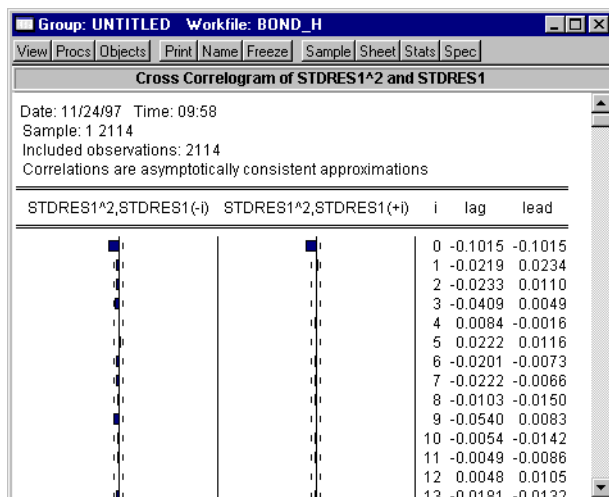 Group: UNTITLED Workfile: BOND_H
View Procs Objects Print Name Freeze Sample Sheet Stats Spec
Cross Correlogram of STDRES1^2 and STDRES1
Date: 11/24/97 Time: 09:58
Sample: 1 2114
Included observations: 2114
Correlations are asymptotically consistent approximations
STDRES1^2,STDRES1(-i) STDRES1^2,STDRES1(+i) i lag lead
0 -0.1015 -0.1015
1 -0.0219 0.0234
2 -0.0233 0.0110
3 -0.0409 0.0049
4 0.0084 -0.0016
5 0.0222 0.0116
6 -0.0201 -0.0073
7 -0.0222 -0.0066
8 -0.0103 -0.0150
9 -0.0540 0.0083
10 -0.0054 -0.0142
11 -0.0049 -0.0086
12 0.0048 0.0105
13 -0.0181 -0.0132